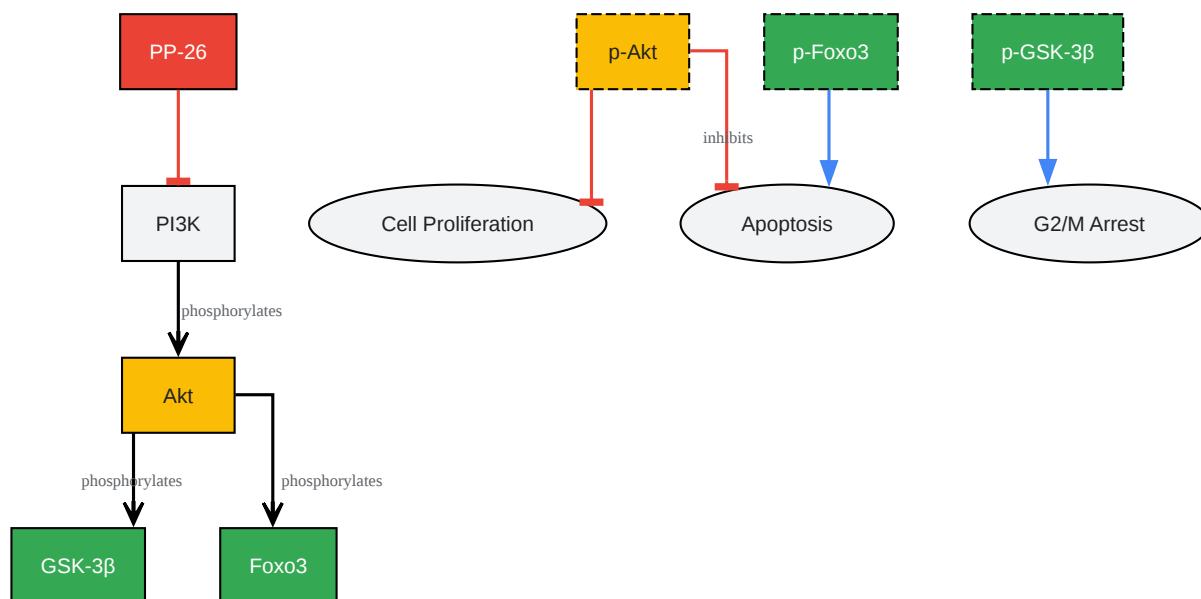 PP-26
p-Akt
p-Foxo3
p-GSK-3β
inhibits
PI3K
Cell Proliferation
Apoptosis
G2/M Arrest
phosphorylates
Akt
phosphorylates
phosphorylates
GSK-3β
Foxo3